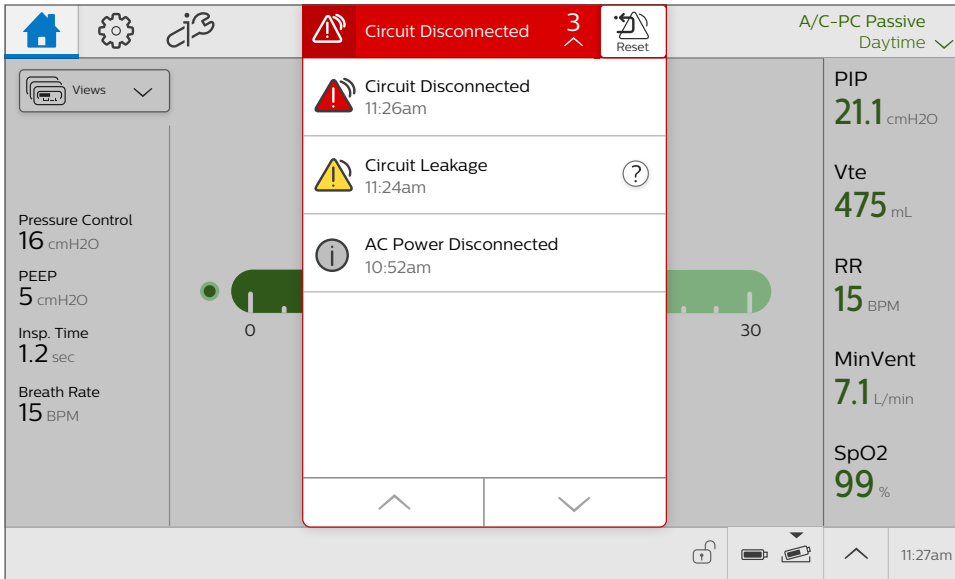 Circuit Disconnected 3
Reset
A/C-PC Passive
Daytime
Views
Circuit Disconnected
11:26am
Circuit Leakage
11:24am
?
AC Power Disconnected
10:52am
Pressure Control
16 cmH2O
PEEP
5 cmH2O
Insp. Time
1.2 sec
Breath Rate
15 BPM
0
30
PIP
21.1 cmH2O
Vte
475 mL
RR
15 BPM
MinVent
7.1 L/min
SpO2
99 %
11:27am